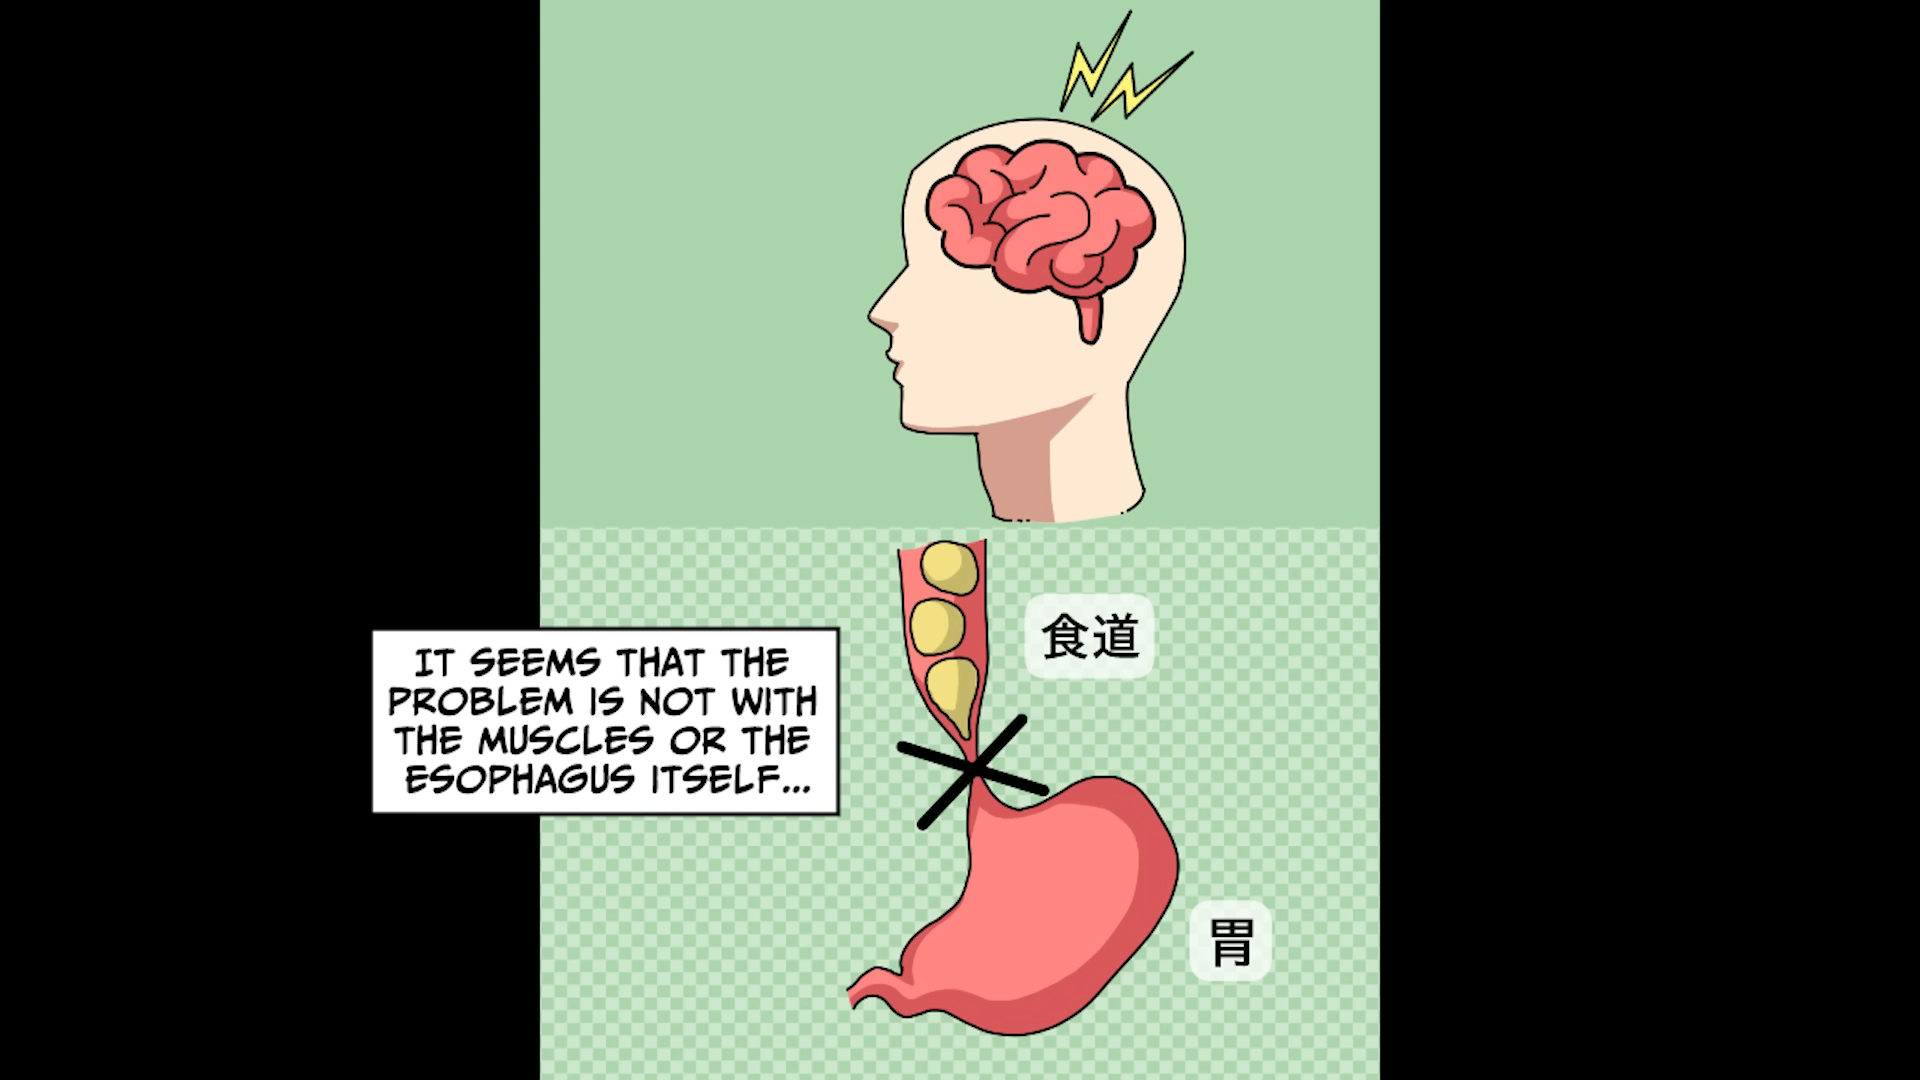 食道
IT SEEMS THAT THE
PROBLEM IS NOT WITH
THE MUSCLES OR THE
ESOPHAGUS ITSELF...
胃